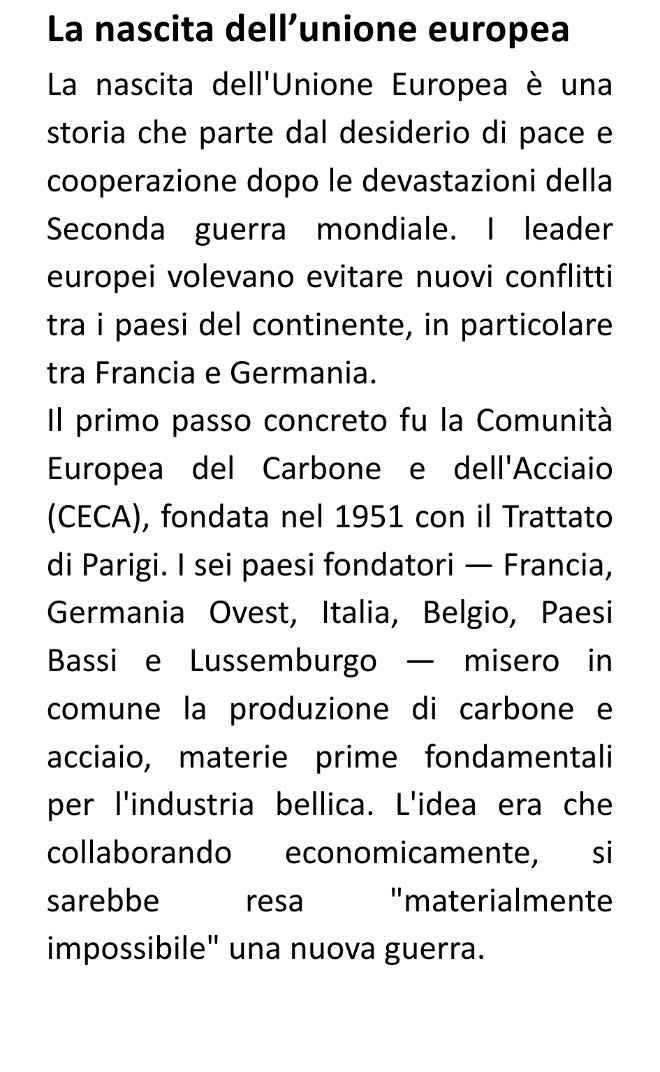 La nascita dell’unione europea
La nascita dell'Unione Europea è una
storia che parte dal desiderio di pace e
cooperazione dopo le devastazioni della
Seconda guerra mondiale. I leader
europei volevano evitare nuovi conflitti
tra i paesi del continente, in particolare
tra Francia e Germania.
Il primo passo concreto fu la Comunità
Europea del Carbone e dell'Acciaio
(CECA), fondata nel 1951 con il Trattato
di Parigi. I sei paesi fondatori — Francia,
Germania Ovest, Italia, Belgio, Paesi
Bassi e Lussemburgo — misero in
comune la produzione di carbone e
acciaio, materie prime fondamentali
per l'industria bellica. L'idea era che
collaborando economicamente, si
sarebbe resa "materialmente
impossibile" una nuova guerra.